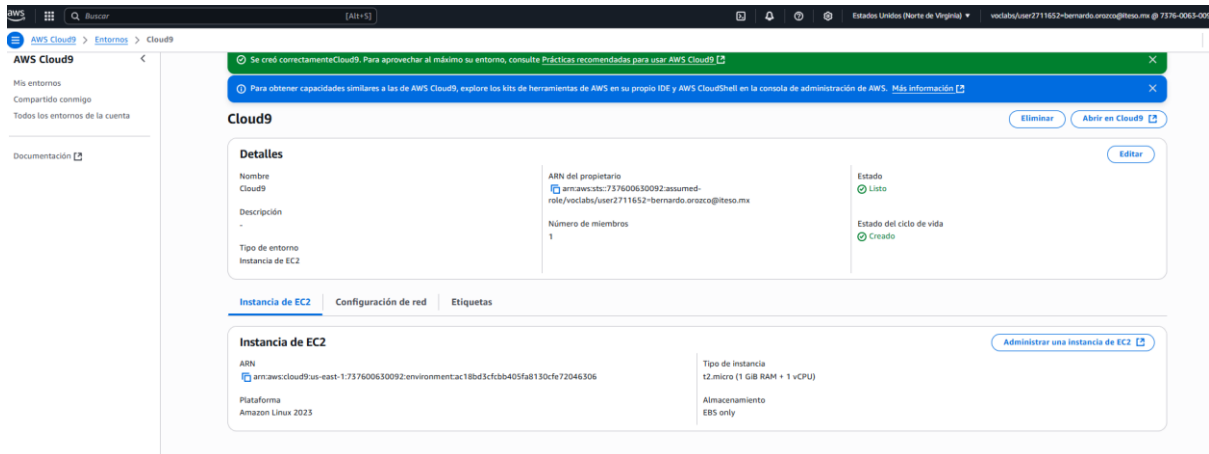 aws
Buscar
[Alt+S]
Estados Unidos (Norte de Virginia)
voclabs/user2711652=bernardo.orozco@iteso.mx @ 7376-0063-009
AWS Cloud9 > Entornos > Cloud9
AWS Cloud9
Mis entornos
Compartido conmigo
Todos los entornos de la cuenta
Documentación
Se creó correctamenteCloud9. Para aprovechar al máximo su entorno, consulte Prácticas recomendadas para usar AWS Cloud9
Para obtener capacidades similares a las de AWS Cloud9, explore los kits de herramientas de AWS en su propio IDE y AWS CloudShell en la consola de administración de AWS. Más información
Cloud9
Eliminar
Abrir en Cloud9
Detalles
Editar
Nombre
Cloud9
Descripción
-
Tipo de entorno
Instancia de EC2
ARN del propietario
arn:aws:sts::737600630092:assumed-
role/voclabs/user2711652=bernardo.orozco@iteso.mx
Número de miembros
1
Estado
Listo
Estado del ciclo de vida
Creado
Instancia de EC2
Configuración de red
Etiquetas
Instancia de EC2
Administrar una instancia de EC2
ARN
arn:aws:cloud9:us-east-1:737600630092:environment:ac18bd3cfcbb405fa8130cfe72046306
Plataforma
Amazon Linux 2023
Tipo de instancia
t2.micro (1 GiB RAM + 1 vCPU)
Almacenamiento
EBS only